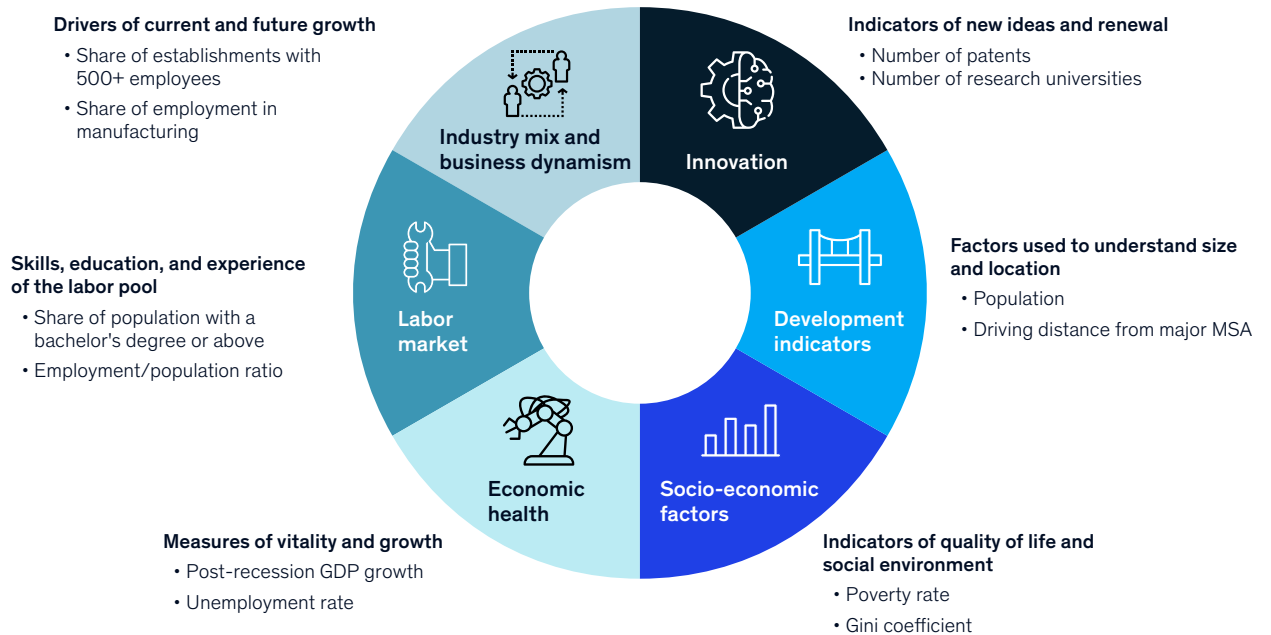 Drivers of current and future growth
• Share of establishments with
500+ employees
• Share of employment in
manufacturing
Industry mix and
business dynamism
Innovation
Indicators of new ideas and renewal
• Number of patents
• Number of research universities
Skills, education, and experience
of the labor pool
• Share of population with a
bachelor's degree or above
• Employment/population ratio
Labor
market
Development
indicators
Factors used to understand size
and location
• Population
• Driving distance from major MSA
Economic
health
Socio-economic
factors
Measures of vitality and growth
• Post-recession GDP growth
• Unemployment rate
Indicators of quality of life and
social environment
• Poverty rate
• Gini coefficient